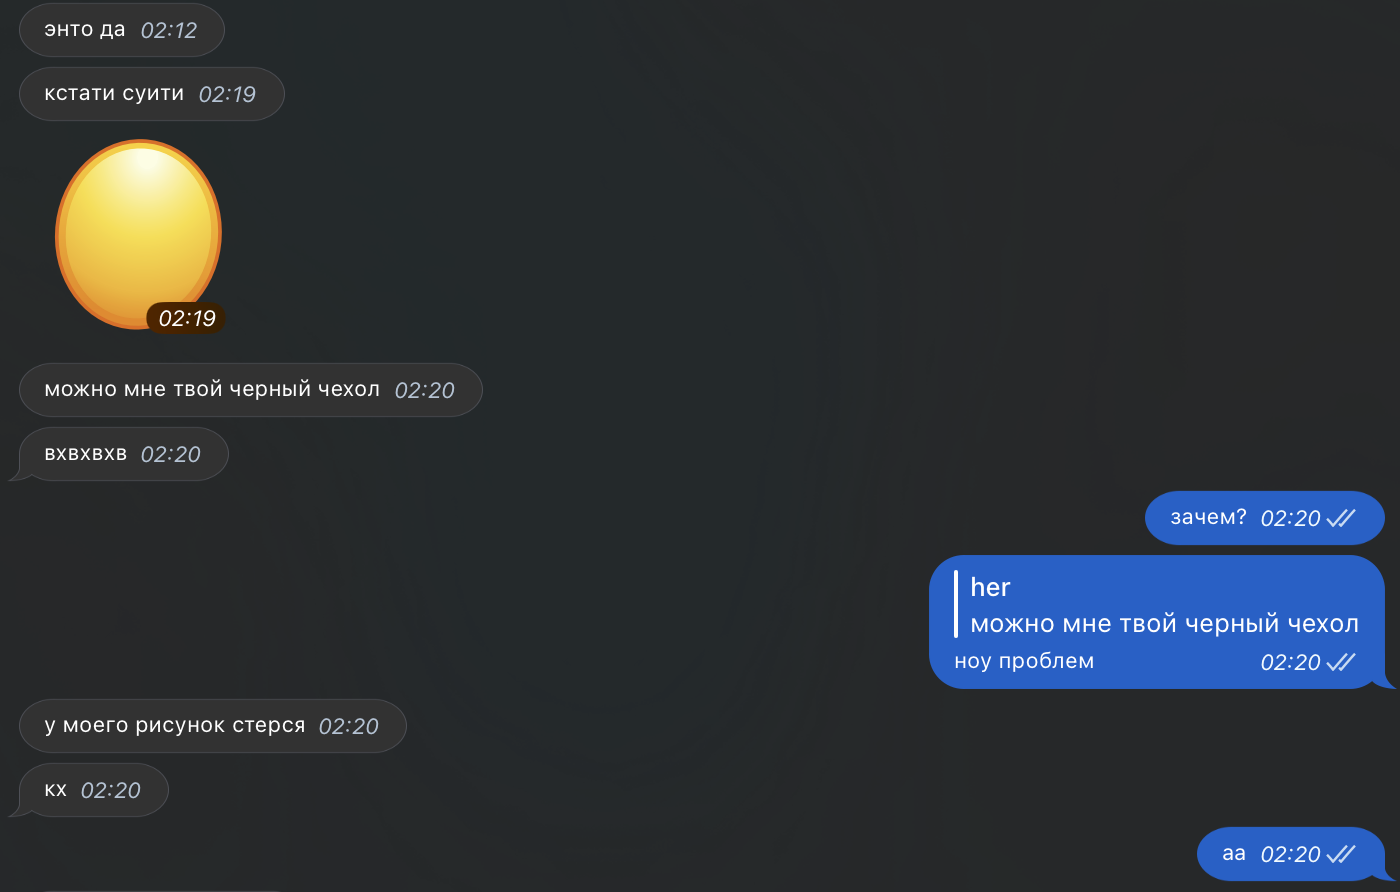 энто да 02:12
кстати суити 02:19
02:19
можно мне твой черный чехол 02:20
вхвхвхв 02:20
зачем? 02:20
her
можно мне твой черный чехол
ноу проблем 02:20
у моего рисунок стерся 02:20
кх 02:20
аа 02:20